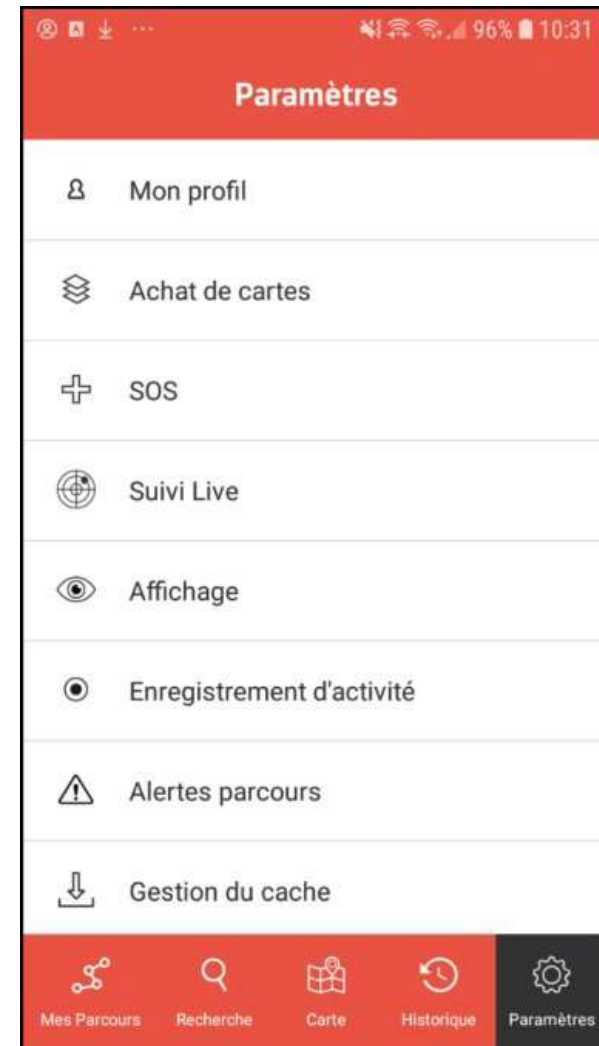 96% 10:31
Paramètres
Mon profil
Achat de cartes
SOS
Suivi Live
Affichage
Enregistrement d'activité
Alertes parcours
Gestion du cache
Mes Parcours Recherche Carte Historique Paramètres